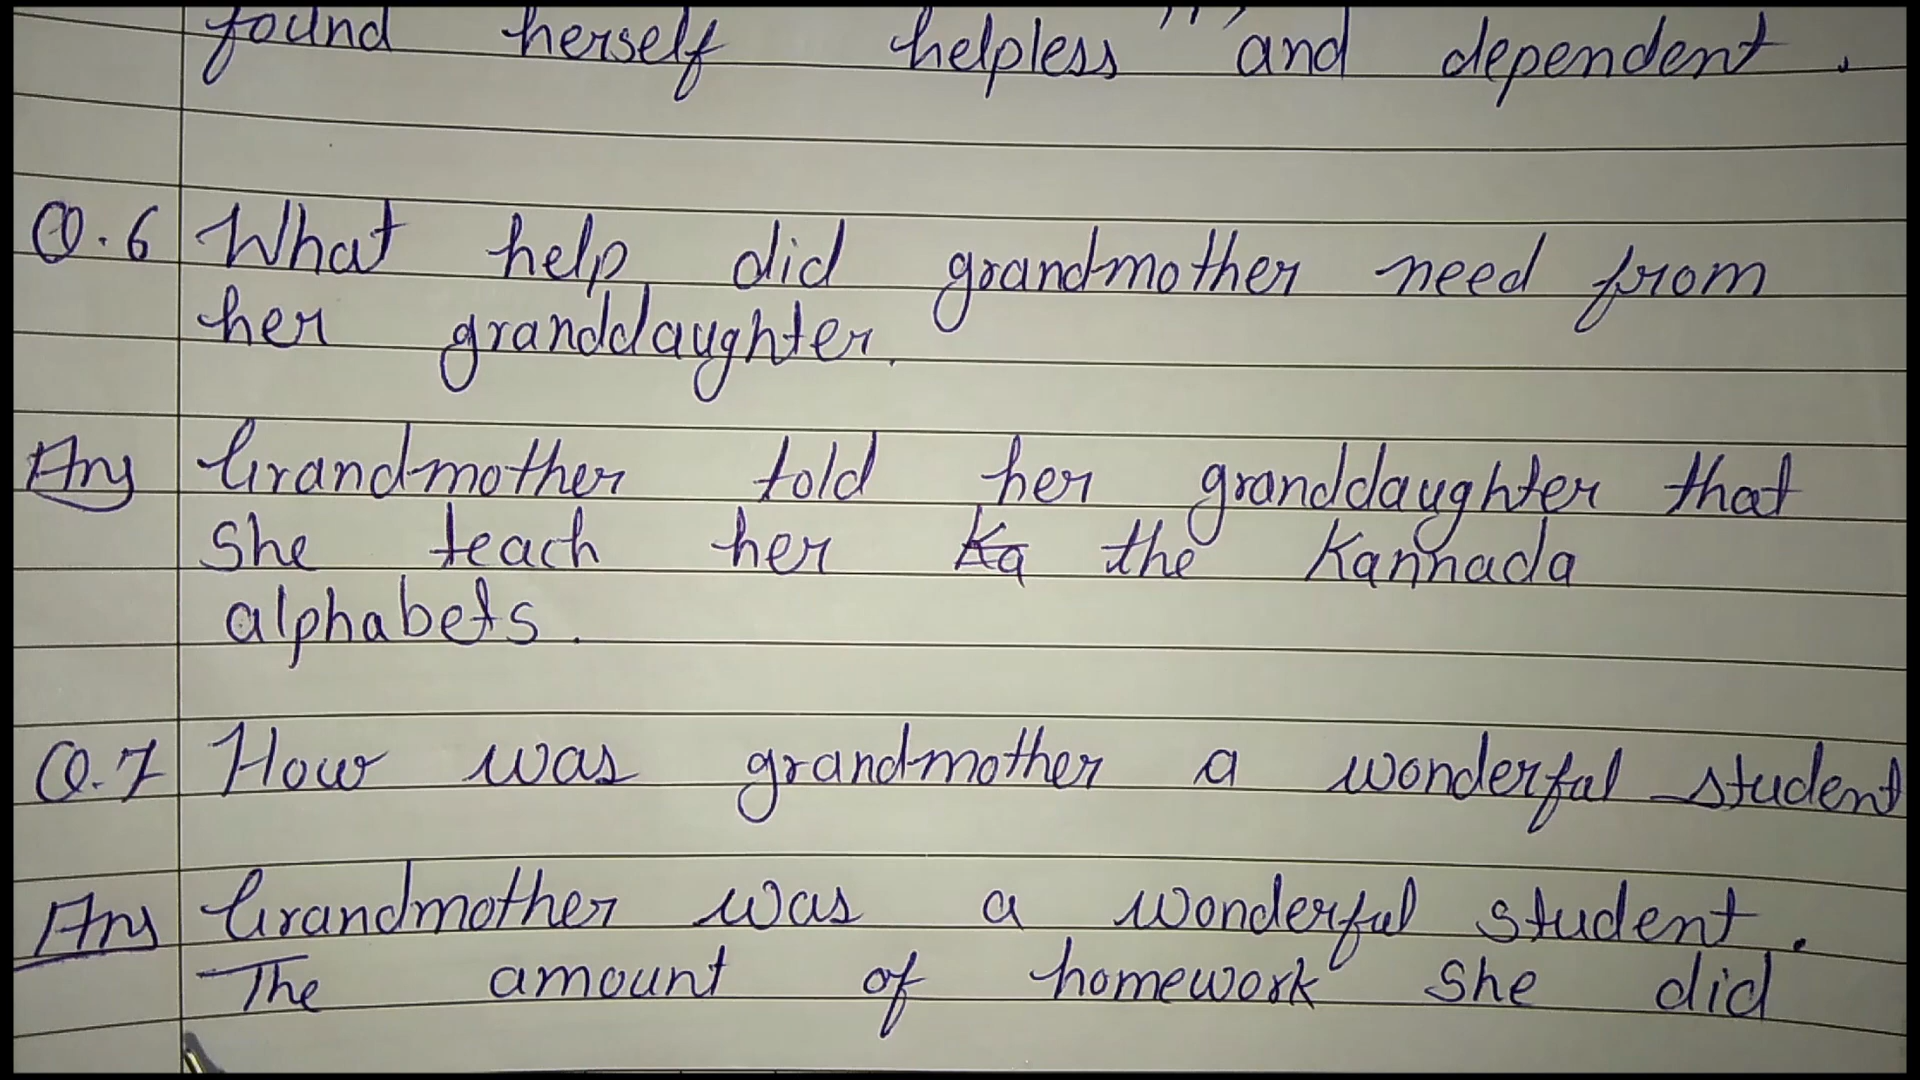 found herself helpless and dependent.
Q.6 What help did grandmother need from
her granddaughter.
Ans Grandmother told her granddaughter that
she teach her Ka the Kannada
alphabets.
Q.7 How was grandmother a wonderful student
Ans Grandmother was a wonderful student.
The amount of homework she did